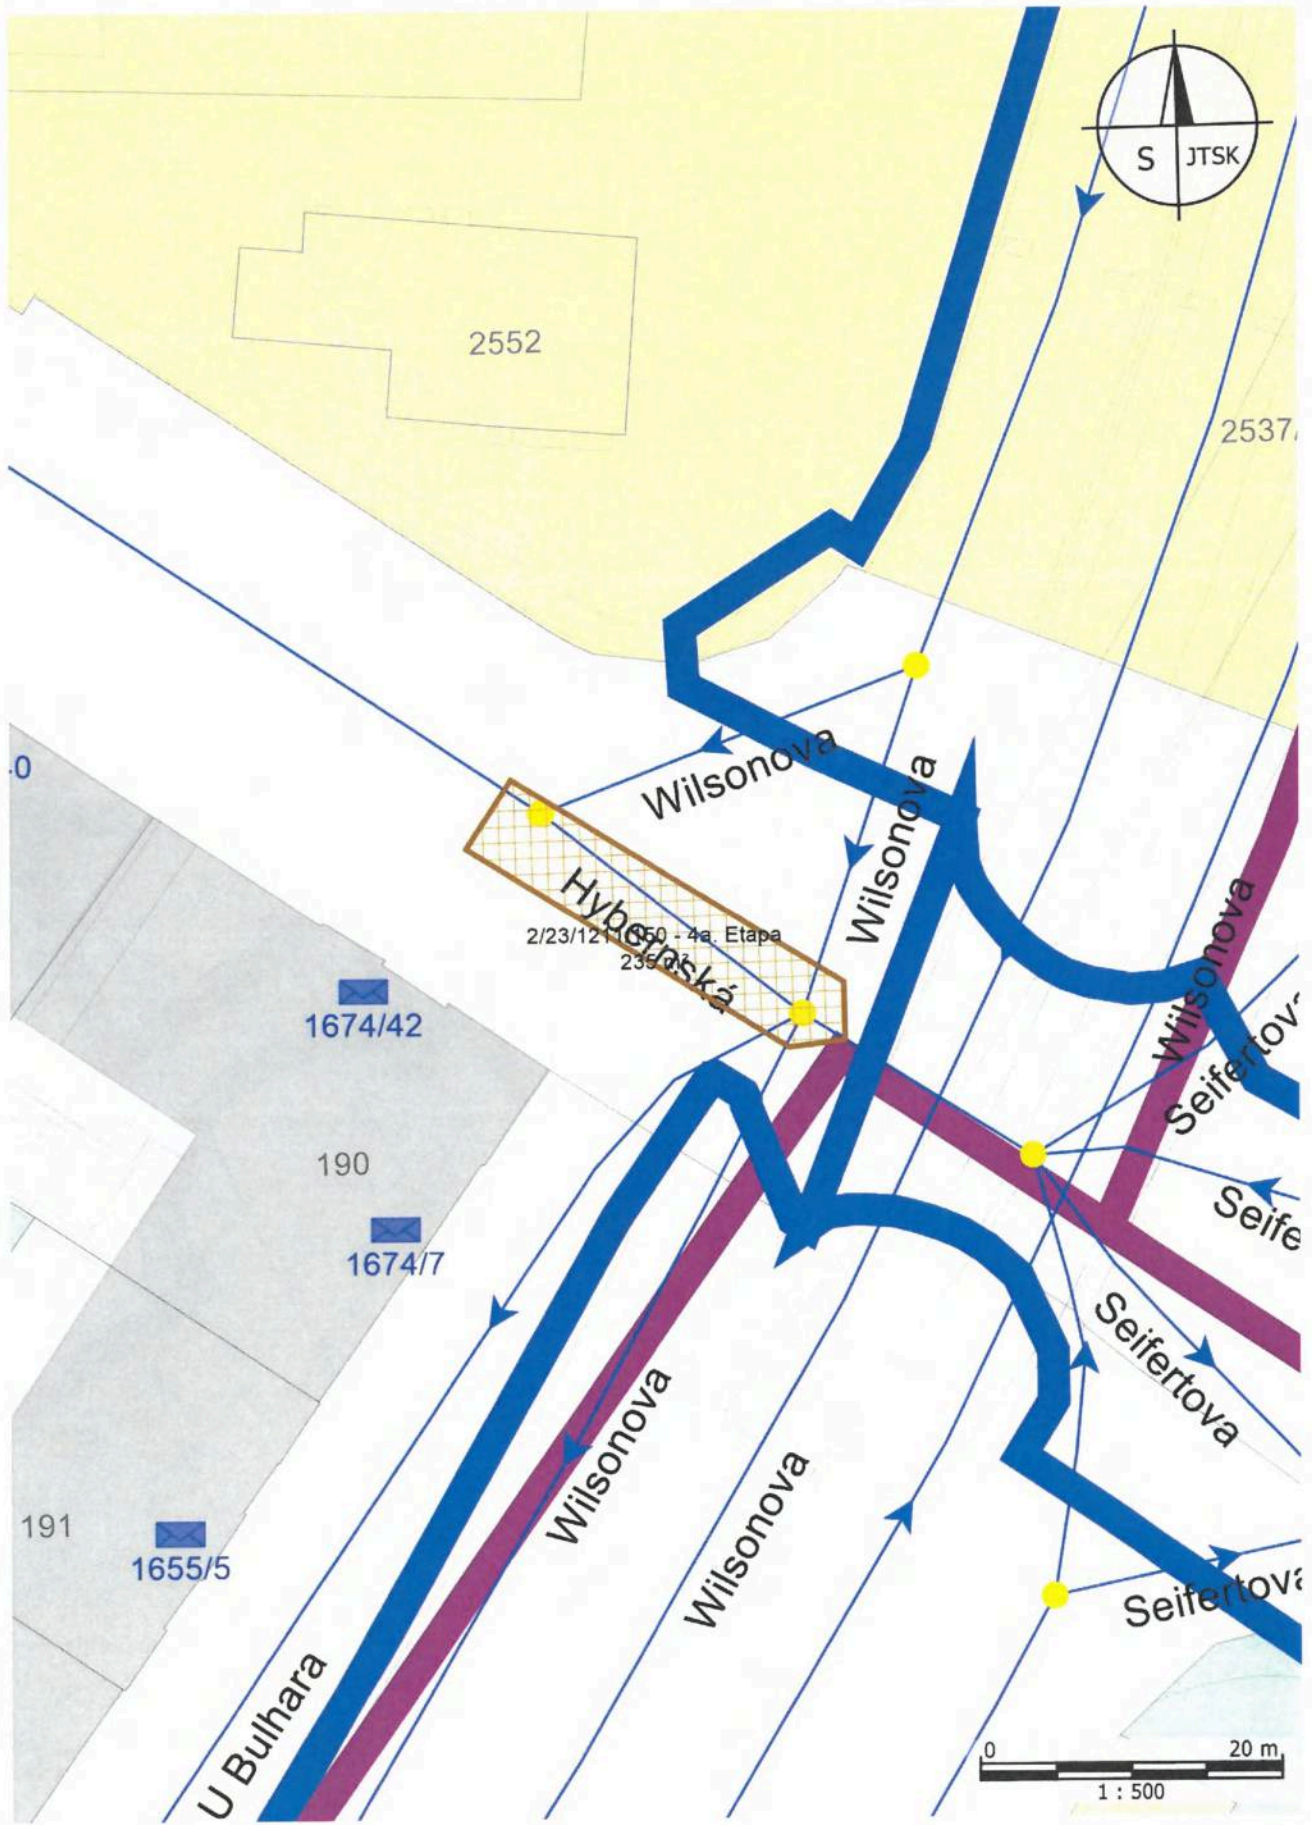 S JTSK
2552
2537
Wilsonova
Wilsonova
Hybernská
- 4a. Etapa
Wilsonova
Seifertova
1674/42
190
1674/7
Seifertova
Wilsonova
Wilsonova
191
1655/5
Seifertova
U Bulhara
0 20 m
1 : 500